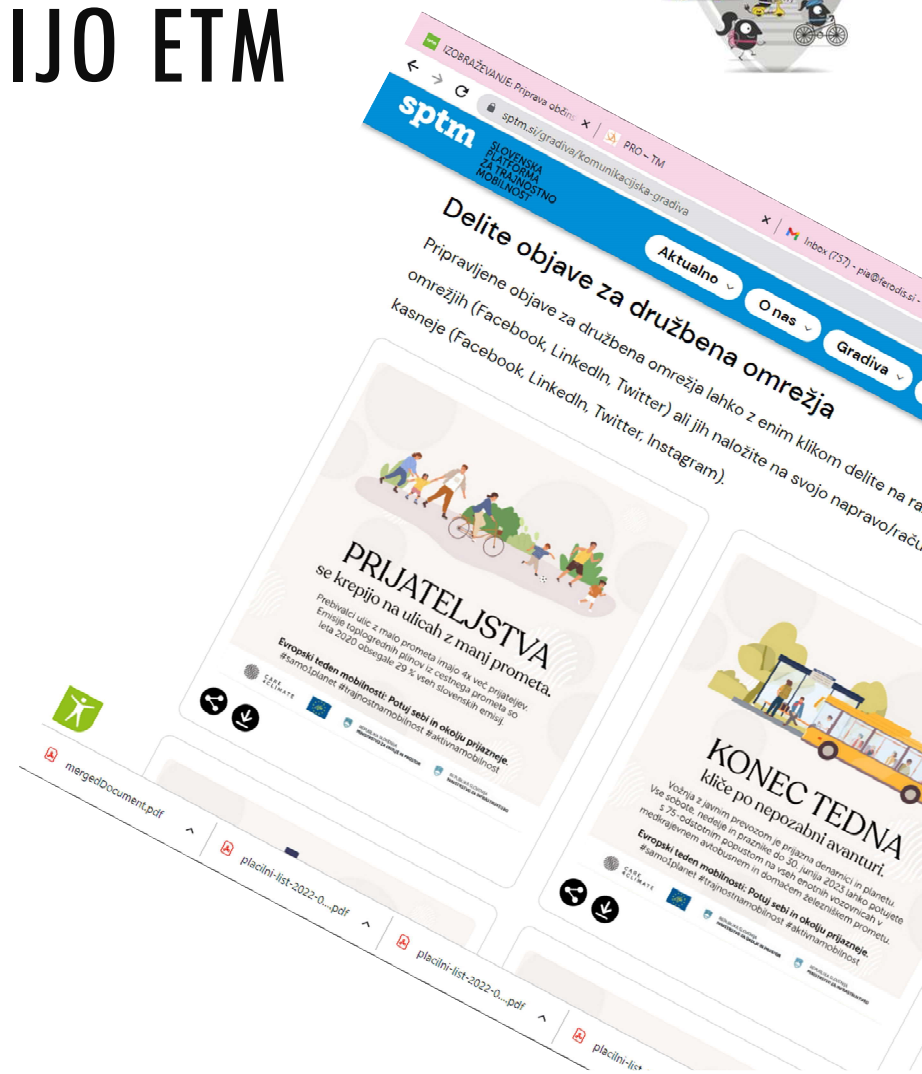 IJO ETM
IZOBRAŽEVANJE: Priprava občins
PRO – TM
Inbox (757) - pia@ferodis.si -
sptm.si/gradiva/komunikacijska-gradiva
sptm
SLOVENSKA
PLATFORMA
ZA TRAJNOSTNO
MOBILNOST
Aktualno
O nas
Gradiva
Delite objave za družbena omrežja
Pripravljene objave za družbena omrežja lahko z enim klikom delite na ra
omrežjih (Facebook, LinkedIn, Twitter) ali jih naložite na svojo napravo/raču
kasneje (Facebook, LinkedIn, Twitter, Instagram).
PRIJATELJSTVA
se krepijo na ulicah z manj prometa.
Prebivalci ulic z malo prometa imajo 4x več prijateljev.
Emisije toplogrednih plinov iz cestnega prometa so
leta 2020 obsegale 29 % vseh slovenskih emisij.
Evropski teden mobilnosti: Potuj sebi in okolju prijazneje.
#samo1planet #trajnostnamobilnost #aktivnamobilnost
CARE
4CLIMATE
KONEC TEDNA
kliče po nepozabni avanturi.
Vožnja z javnim prevozom je prijazna denarnici in planetu.
Vse sobote, nedelje in praznike do 30. junija 2023 lahko potujete
s 75-odstotnim popustom na vseh enotnih vozovnicah v
medkrajevnem avtobusnem in domačem železniškem prometu.
Evropski teden mobilnosti: Potuj sebi in okolju prijazneje.
#samo1planet #trajnostnamobilnost #aktivnamobilnost
CARE
4CLIMATE
mergedDocument.pdf
placilni-list-2022-0....pdf
placilni-list-2022-0....pdf
placilni-list